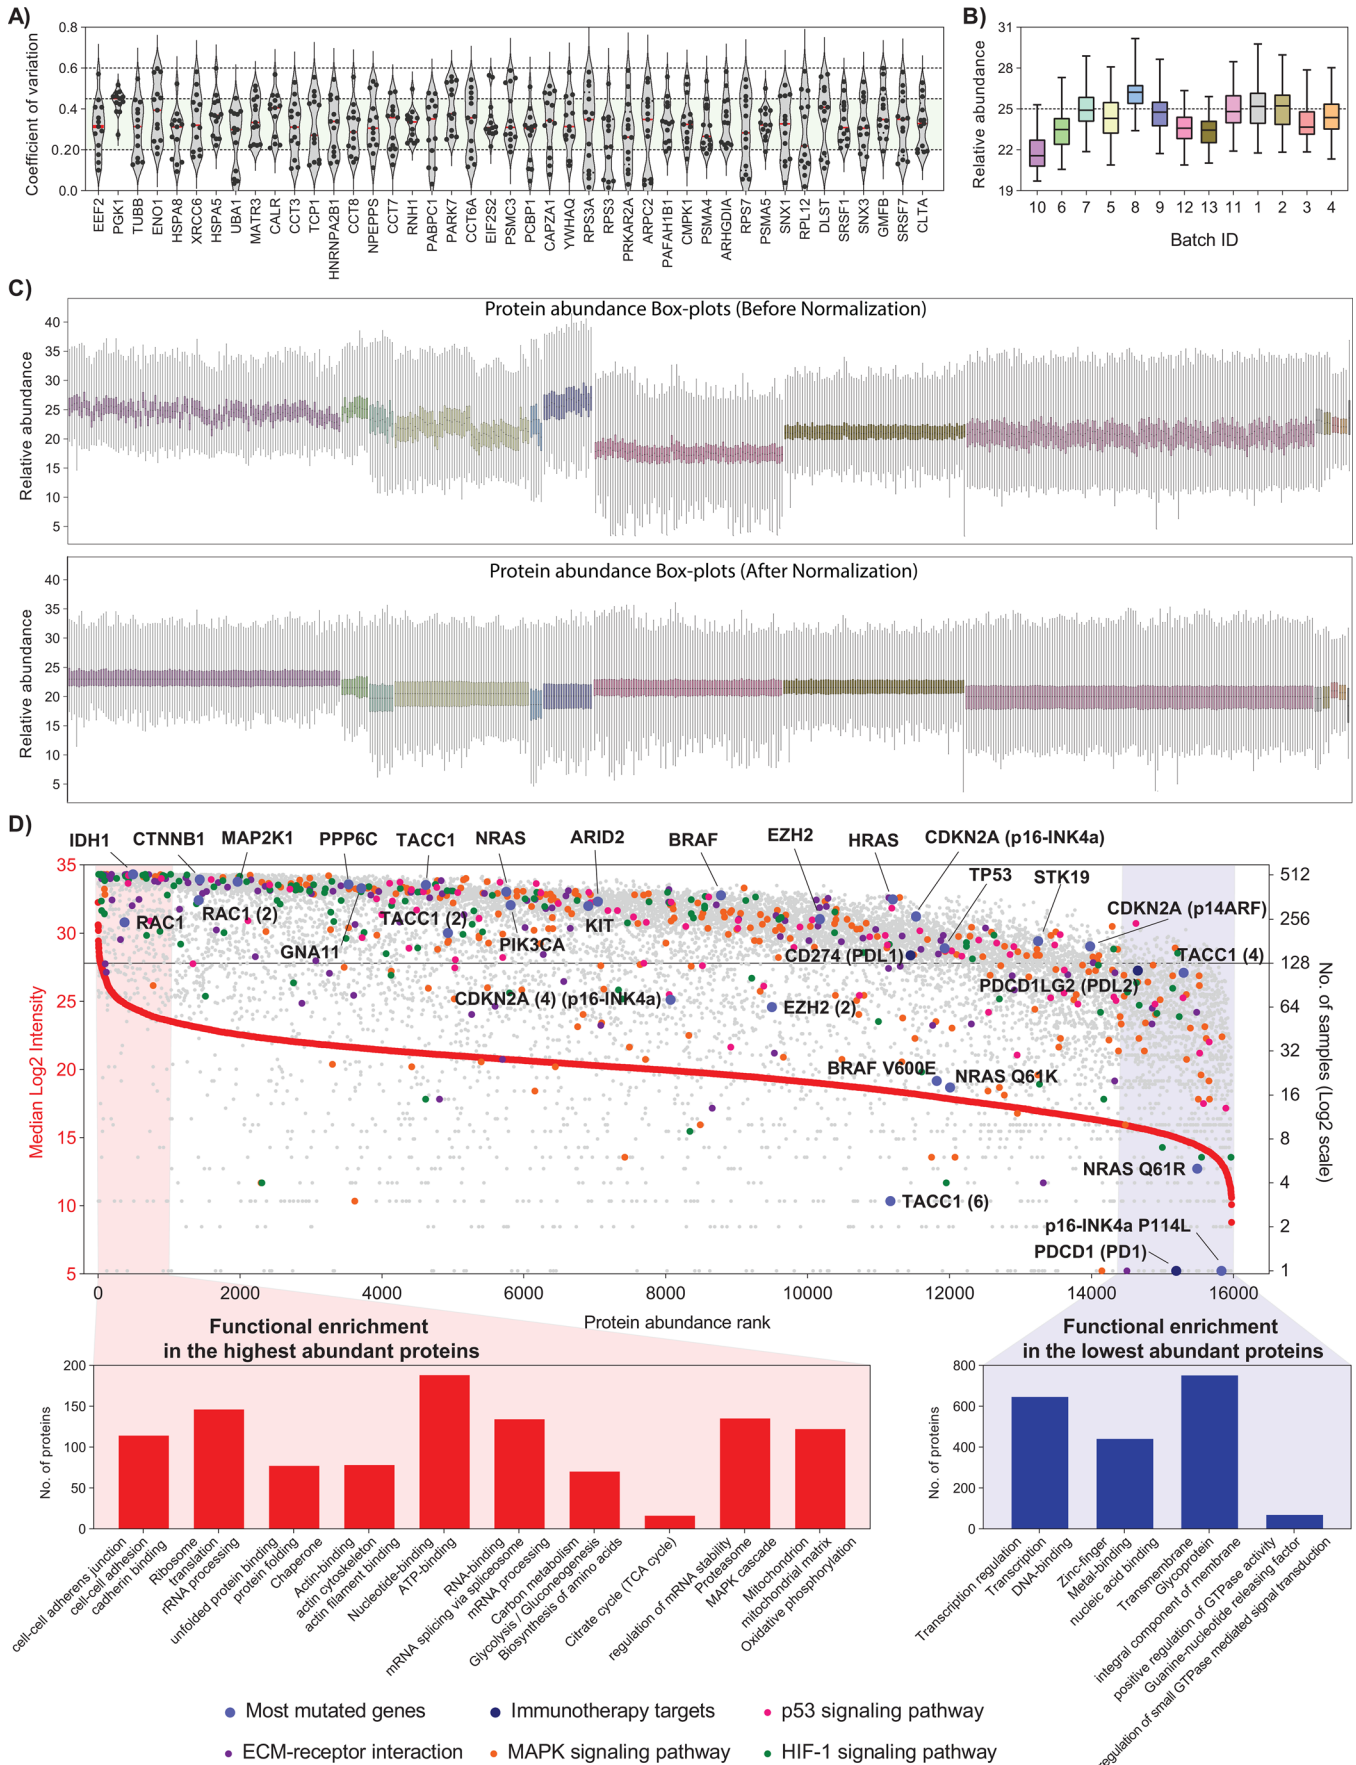 A)
Coefficient of variation
0.8
0.6
0.4
0.20
0.0
EEF2
PGK1
TUBB
ENO1
HSPA8
XRCC6
HSPA5
UBA1
MATR3
CALR
CCT3
TCP1
HNRNPA2B1
CCT8
NPEPPS
CCT7
RNH1
PABPC1
PARK7
CCT6A
EIF2S2
PSMC3
PCBP1
CAPZA1
YWHAQ
RPS3A
RPS3
PRKAR2A
ARPC2
PAFAH1B1
CMPK1
PSMA4
ARHGDIA
RPS7
PSMA5
SNX1
RPL12
DLST
SRSF1
SNX3
GMFB
SRSF7
CLTA
B)
Relative abundance
31
28
25
22
19
10 6 7 5 8 9 12 13 11 1 2 3 4
Batch ID
C)
Protein abundance Box-plots (Before Normalization)
Relative abundance
40
35
30
25
20
15
10
5
Protein abundance Box-plots (After Normalization)
Relative abundance
40
35
30
25
20
15
10
5
D)
IDH1 CTNNB1 MAP2K1 PPP6C TACC1 NRAS ARID2 BRAF EZH2 HRAS CDKN2A (p16-INK4a)
TP53 STK19
CDKN2A (p14ARF)
RAC1 RAC1 (2) TACC1 (2) KIT
GNA11 PIK3CA CD274 (PDL1) TACC1 (4)
PDCD1LG2 (PDL2)
CDKN2A (4) (p16-INK4a) EZH2 (2)
BRAF V600E NRAS Q61K
NRAS Q61R
TACC1 (6)
p16-INK4a P114L
PDCD1 (PD1)
Median Log2 Intensity
35
30
25
20
15
10
5
No. of samples (Log2 scale)
512
256
128
64
32
16
8
4
2
1
0 2000 4000 6000 8000 10000 12000 14000 16000
Protein abundance rank
Functional enrichment
in the highest abundant proteins
No. of proteins
200
150
100
50
0
cell-cell adherens junction
cell-cell adhesion
cadherin binding
Ribosome
translation
rRNA processing
unfolded protein binding
protein folding
Chaperone
Actin-binding
actin cytoskeleton
actin filament binding
Nucleotide-binding
ATP-binding
RNA-binding
mRNA splicing via spliceosome
mRNA processing
Carbon metabolism
Glycolysis / Gluconeogenesis
Biosynthesis of amino acids
Citrate cycle (TCA cycle)
regulation of mRNA stability
Proteasome
MAPK cascade
Mitochondrion
mitochondrial matrix
Oxidative phosphorylation
Functional enrichment
in the lowest abundant proteins
No. of proteins
800
600
400
200
0
Transcription regulation
Transcription
DNA-binding
Zinc-finger
Metal-binding
nucleic acid binding
Transmembrane
Glycoprotein
integral component of membrane
positive regulation of GTPase activity
Guanine-nucleotide releasing factor
regulation of small GTPase mediated signal transduction
Most mutated genes
Immunotherapy targets
p53 signaling pathway
ECM-receptor interaction
MAPK signaling pathway
HIF-1 signaling pathway